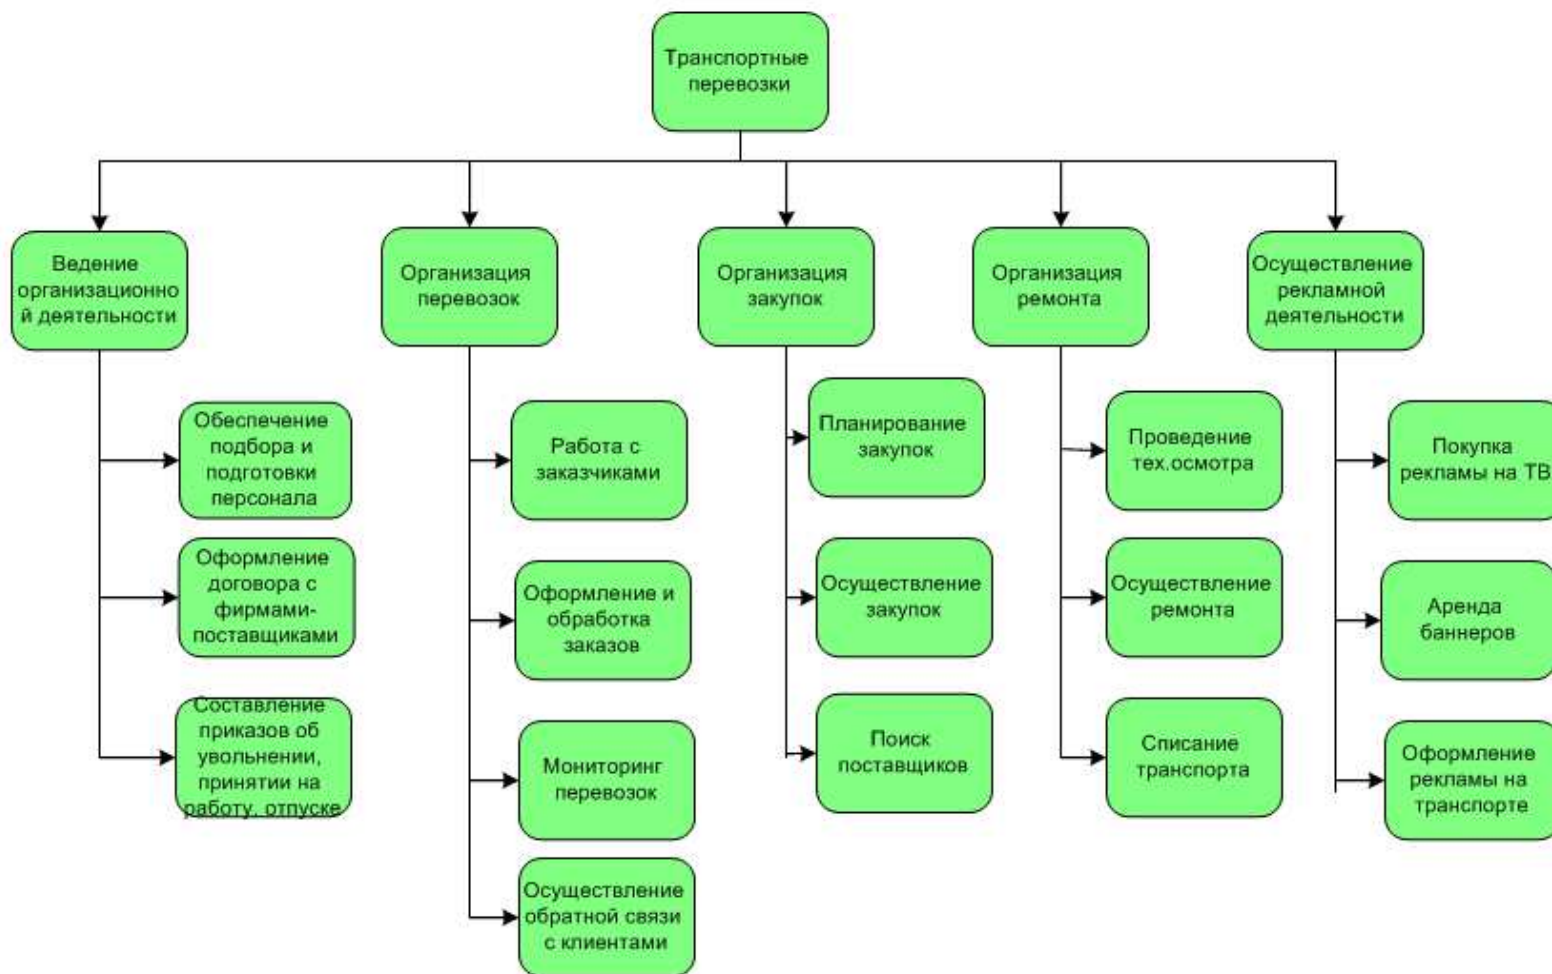 Транспортные
перевозки
Ведение
организационно
й деятельности
Организация
перевозок
Организация
закупок
Организация
ремонта
Осуществление
рекламной
деятельности
Обеспечение
подбора и
подготовки
персонала
Оформление
договора с
фирмами-
поставщиками
Составление
приказов об
увольнении,
принятии на
работу, отпуске
Работа с
заказчиками
Оформление и
обработка
заказов
Мониторинг
перевозок
Осуществление
обратной связи
с клиентами
Планирование
закупок
Осуществление
закупок
Поиск
поставщиков
Проведение
тех.осмотра
Осуществление
ремонта
Списание
транспорта
Покупка
рекламы на ТВ
Аренда
баннеров
Оформление
рекламы на
транспорте